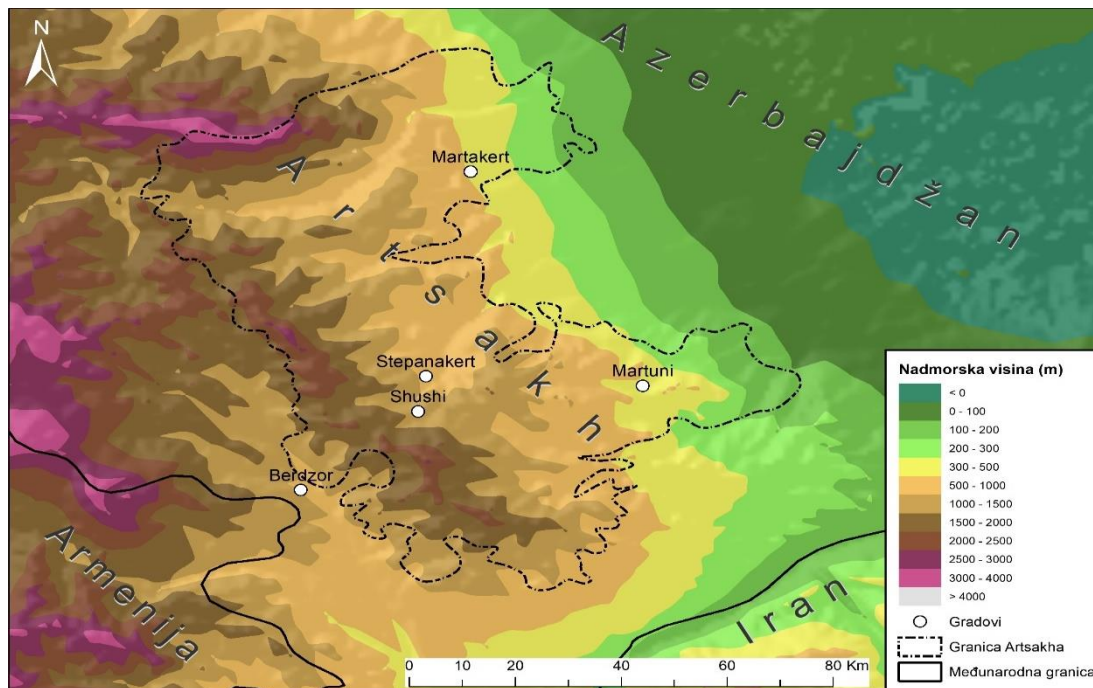 N
Azerbajdžan
Martakert
Artsakh
Stepanakert
Martuni
Shushi
Berdzor
Armenija
Iran
Nadmorska visina (m)
< 0
0 - 100
100 - 200
200 - 300
300 - 500
500 - 1000
1000 - 1500
1500 - 2000
2000 - 2500
2500 - 3000
3000 - 4000
> 4000
Gradovi
Granica Artsakha
Međunarodna granica
0 10 20 40 60 80 Km